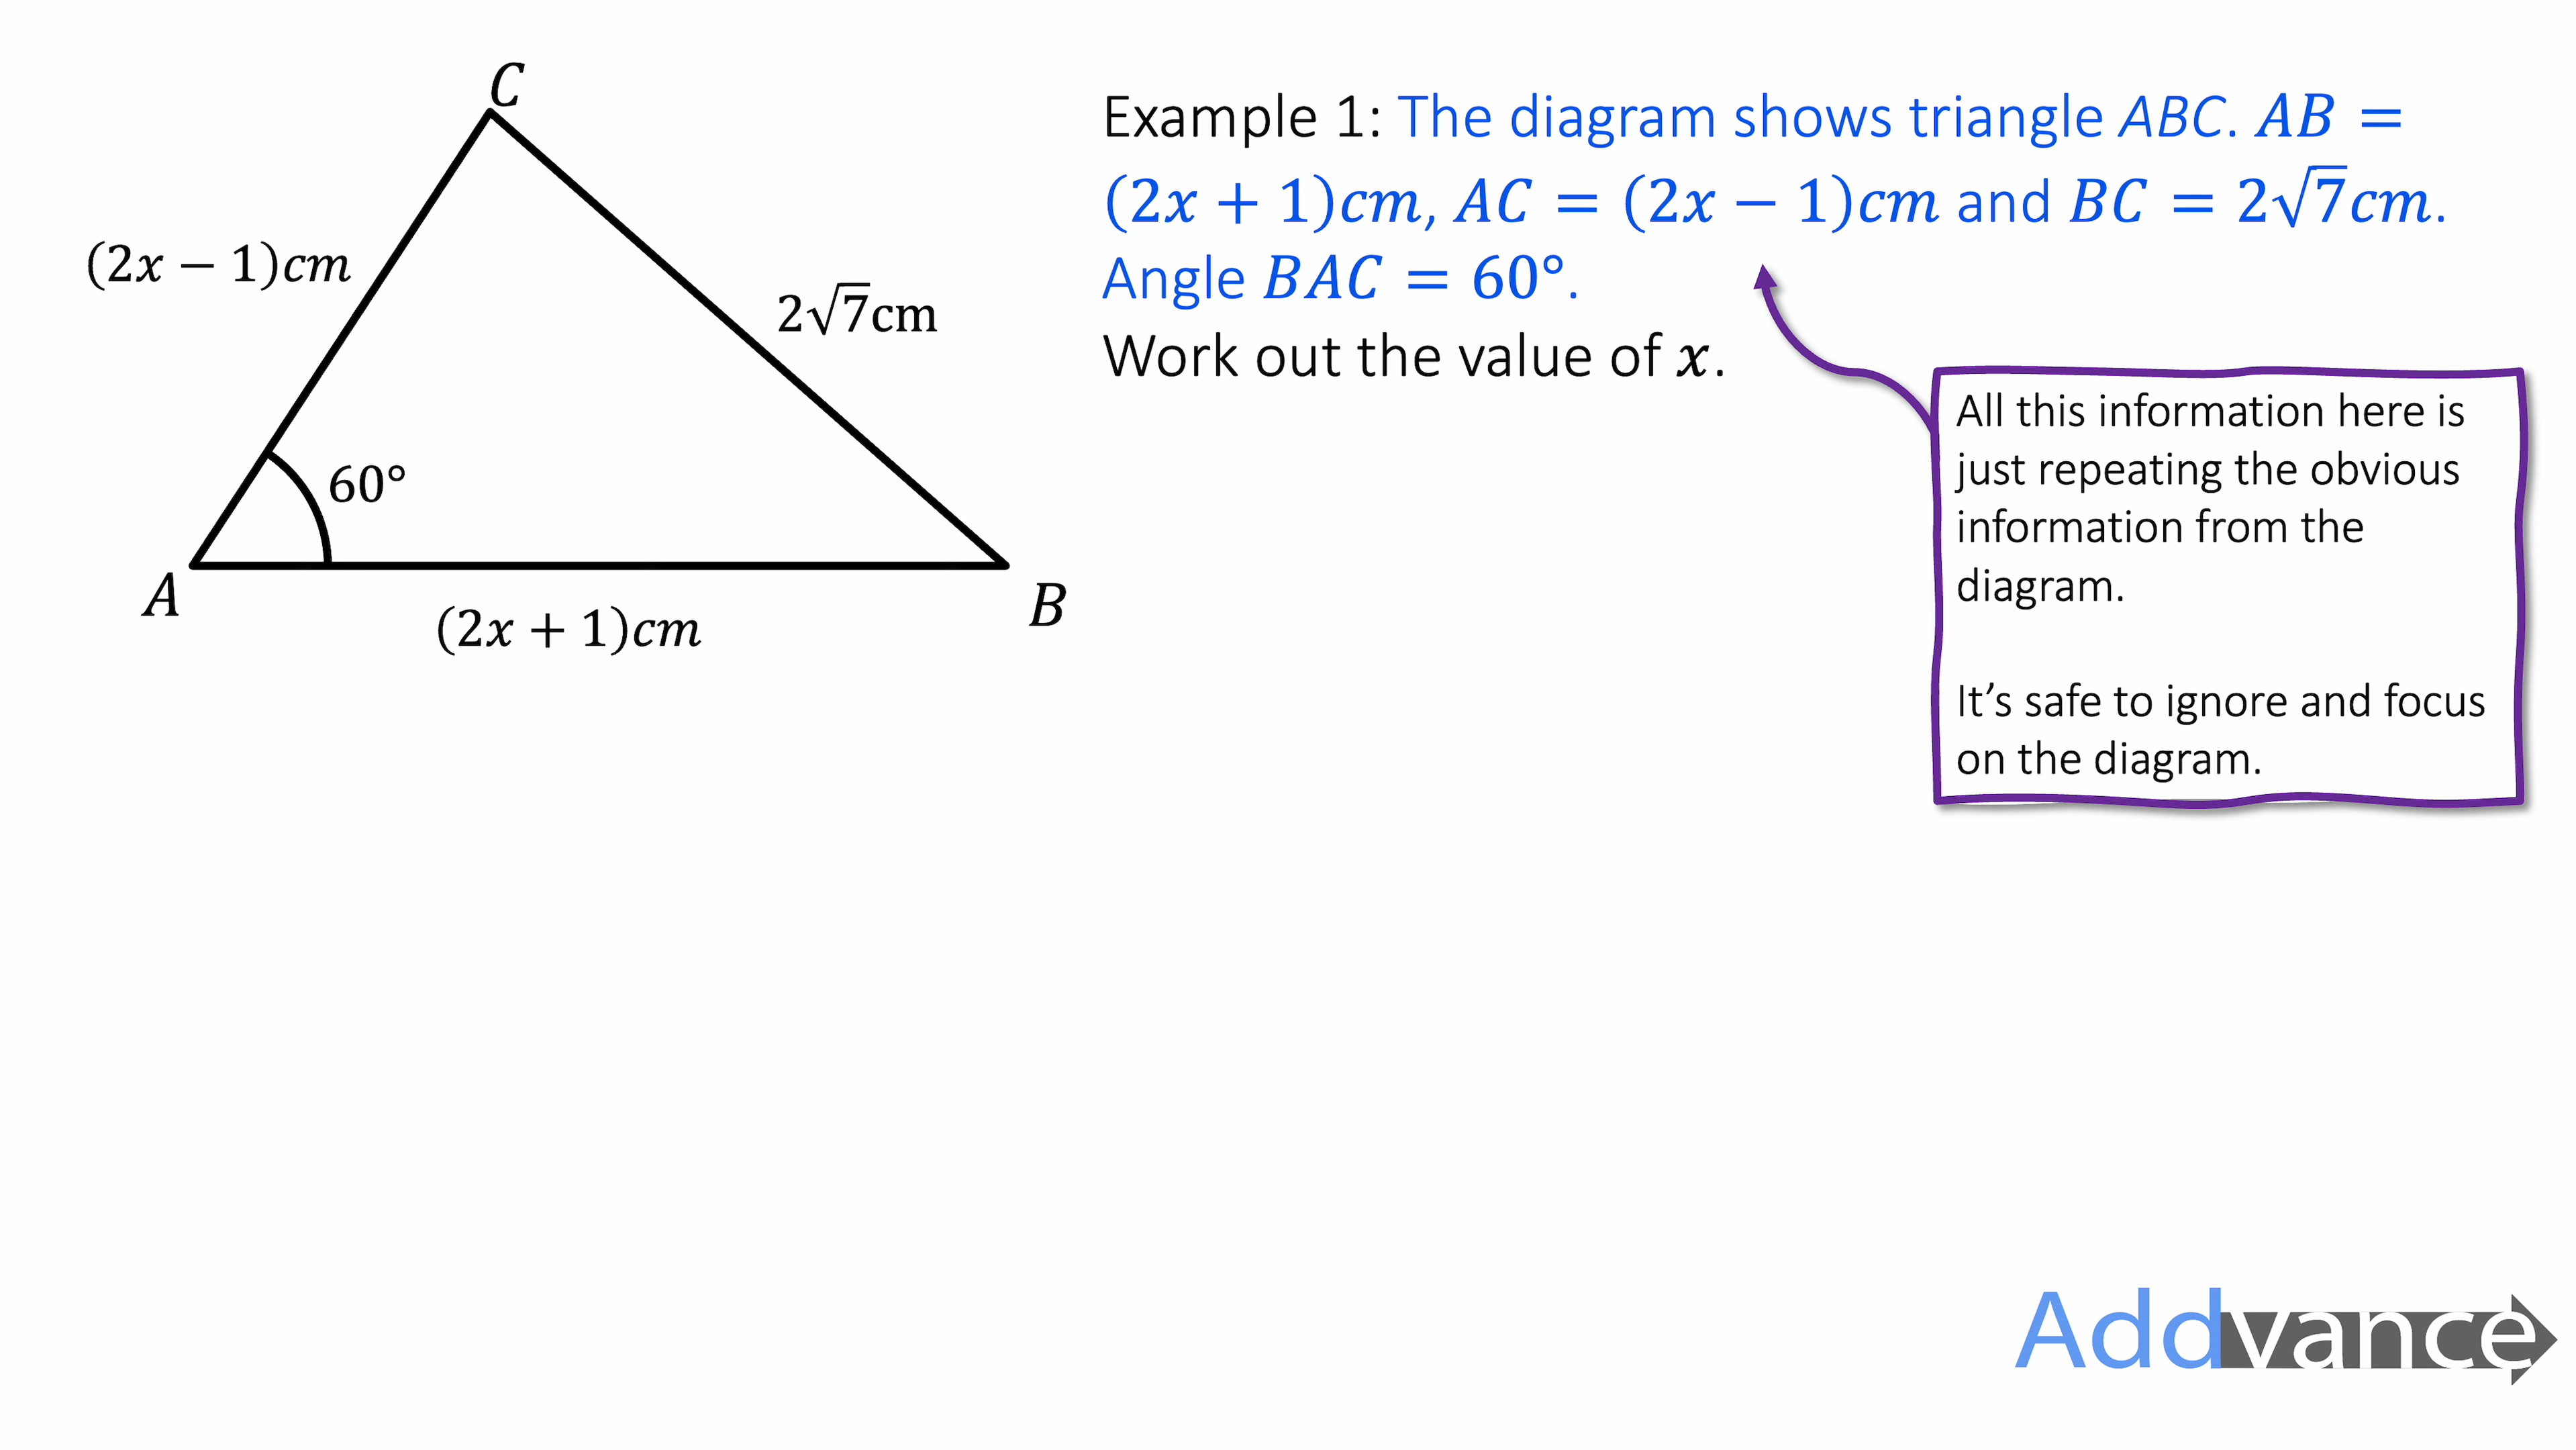 C
(2x − 1)cm
2√7cm
60°
A
B
(2x + 1)cm
Example 1: The diagram shows triangle ABC. AB =
(2x + 1)cm, AC = (2x − 1)cm and BC = 2√7cm.
Angle BAC = 60°.
Work out the value of x.
All this information here is
just repeating the obvious
information from the
diagram.
It’s safe to ignore and focus
on the diagram.
Addvance